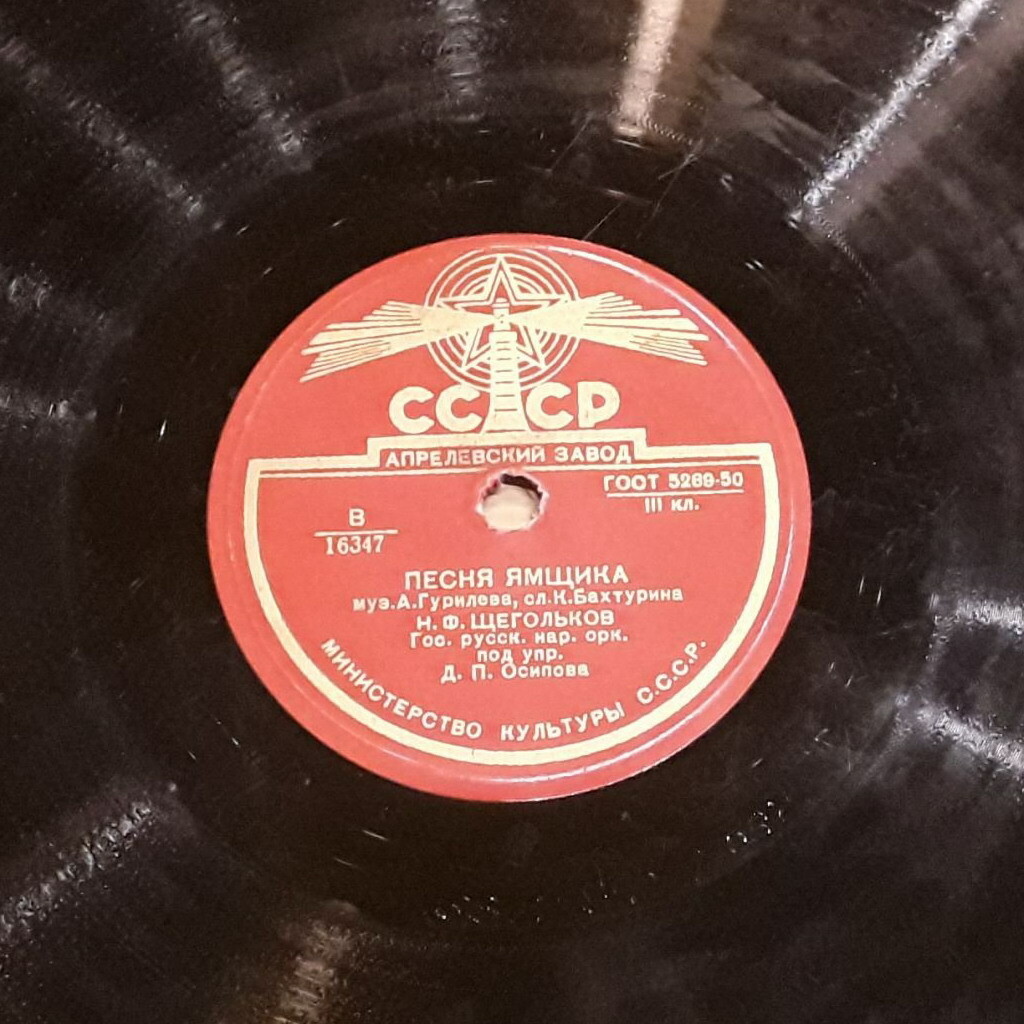 СССР
АПРЕЛЕВСКИЙ ЗАВОД
ГОСТ 5289-50
III кл.
В
16347
ПЕСНЯ ЯМЩИКА
муз.А.Гурилева, сл.К.Бахтурина
Н.Ф. ЩЕГОЛЬКОВ
Гос. русск. нар. орк.
под упр.
Д. П. Осипова
МИНИСТЕРСТВО КУЛЬТУРЫ С.С.С.Р.